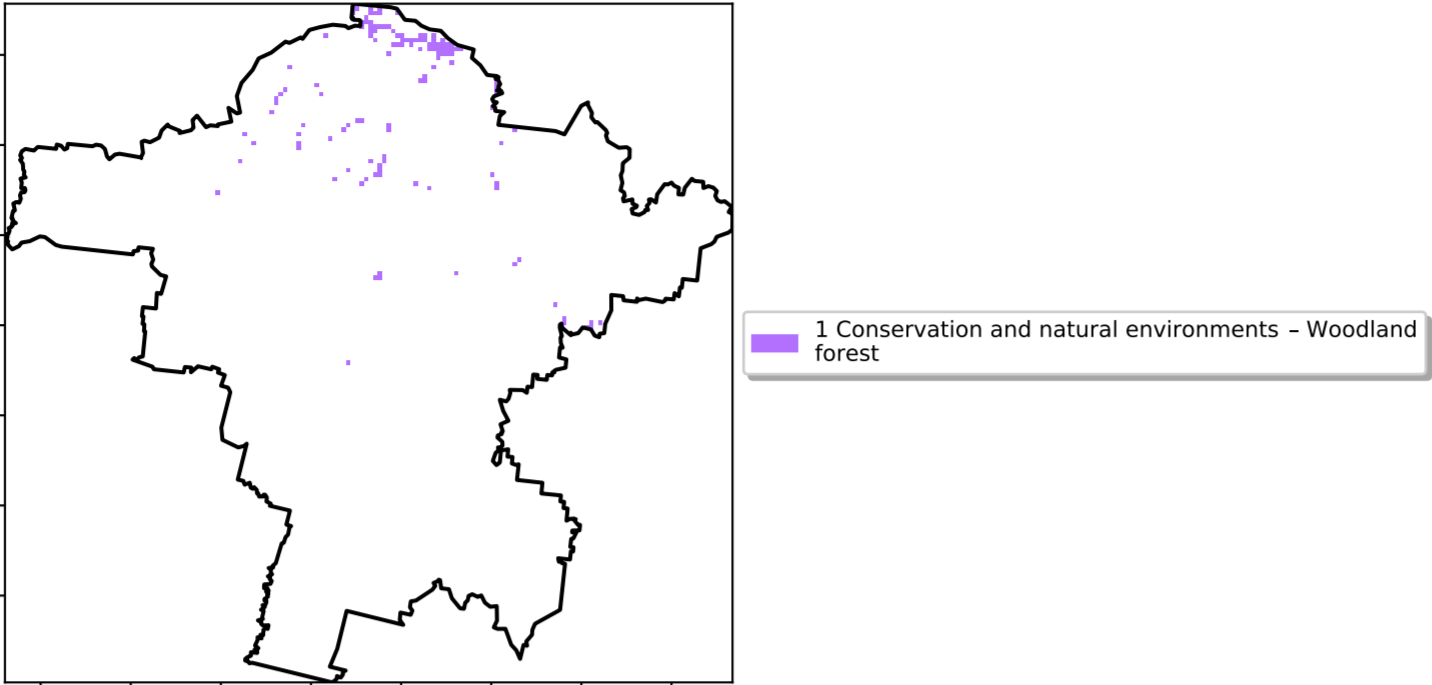 1 Conservation and natural environments – Woodland
forest